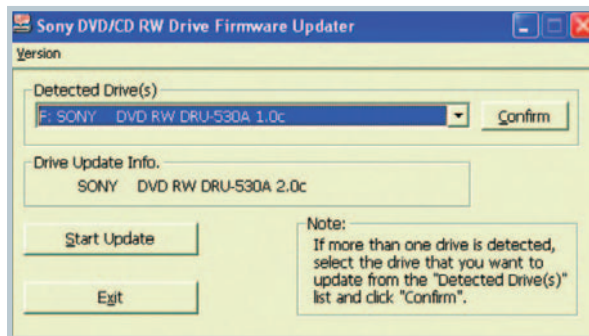 Sony DVD/CD RW Drive Firmware Updater
Version
Detected Drive(s)
F: SONY DVD RW DRU-530A 1.0c
Confirm
Drive Update Info.
SONY DVD RW DRU-530A 2.0c
Start Update
Exit
Note:
If more than one drive is detected,
select the drive that you want to
update from the "Detected Drive(s)"
list and click "Confirm".